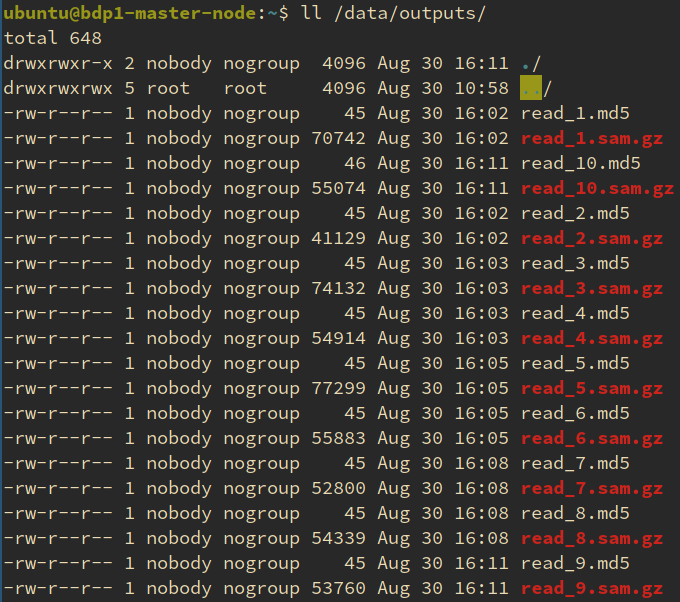 ubuntu@bdp1-master-node:~$ ll /data/outputs/
total 648
drwxrwxr-x 2 nobody nogroup  4096 Aug 30 16:11 ./
drwxrwxrwx 5 root   root     4096 Aug 30 10:58 ../
-rw-r--r-- 1 nobody nogroup    45 Aug 30 16:02 read_1.md5
-rw-r--r-- 1 nobody nogroup 70742 Aug 30 16:02 read_1.sam.gz
-rw-r--r-- 1 nobody nogroup    46 Aug 30 16:11 read_10.md5
-rw-r--r-- 1 nobody nogroup 55074 Aug 30 16:11 read_10.sam.gz
-rw-r--r-- 1 nobody nogroup    45 Aug 30 16:02 read_2.md5
-rw-r--r-- 1 nobody nogroup 41129 Aug 30 16:02 read_2.sam.gz
-rw-r--r-- 1 nobody nogroup    45 Aug 30 16:03 read_3.md5
-rw-r--r-- 1 nobody nogroup 74132 Aug 30 16:03 read_3.sam.gz
-rw-r--r-- 1 nobody nogroup    45 Aug 30 16:03 read_4.md5
-rw-r--r-- 1 nobody nogroup 54914 Aug 30 16:03 read_4.sam.gz
-rw-r--r-- 1 nobody nogroup    45 Aug 30 16:05 read_5.md5
-rw-r--r-- 1 nobody nogroup 77299 Aug 30 16:05 read_5.sam.gz
-rw-r--r-- 1 nobody nogroup    45 Aug 30 16:05 read_6.md5
-rw-r--r-- 1 nobody nogroup 55883 Aug 30 16:05 read_6.sam.gz
-rw-r--r-- 1 nobody nogroup    45 Aug 30 16:08 read_7.md5
-rw-r--r-- 1 nobody nogroup 52800 Aug 30 16:08 read_7.sam.gz
-rw-r--r-- 1 nobody nogroup    45 Aug 30 16:08 read_8.md5
-rw-r--r-- 1 nobody nogroup 54339 Aug 30 16:08 read_8.sam.gz
-rw-r--r-- 1 nobody nogroup    45 Aug 30 16:11 read_9.md5
-rw-r--r-- 1 nobody nogroup 53760 Aug 30 16:11 read_9.sam.gz